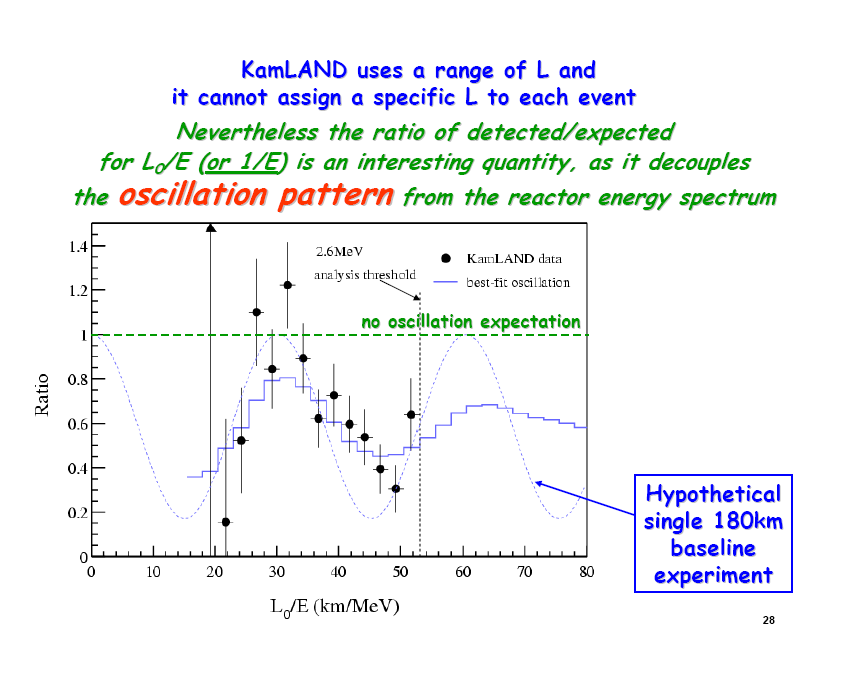 KamLAND uses a range of L and
it cannot assign a specific L to each event
Nevertheless the ratio of detected/expected
for L₀/E (or 1/E) is an interesting quantity, as it decouples
the oscillation pattern from the reactor energy spectrum
2.6MeV
analysis threshold
KamLAND data
best-fit oscillation
no oscillation expectation
1.4
1.2
1
0.8
0.6
0.4
0.2
0
Ratio
0 10 20 30 40 50 60 70 80
L₀/E (km/MeV)
Hypothetical
single 180km
baseline
experiment
28